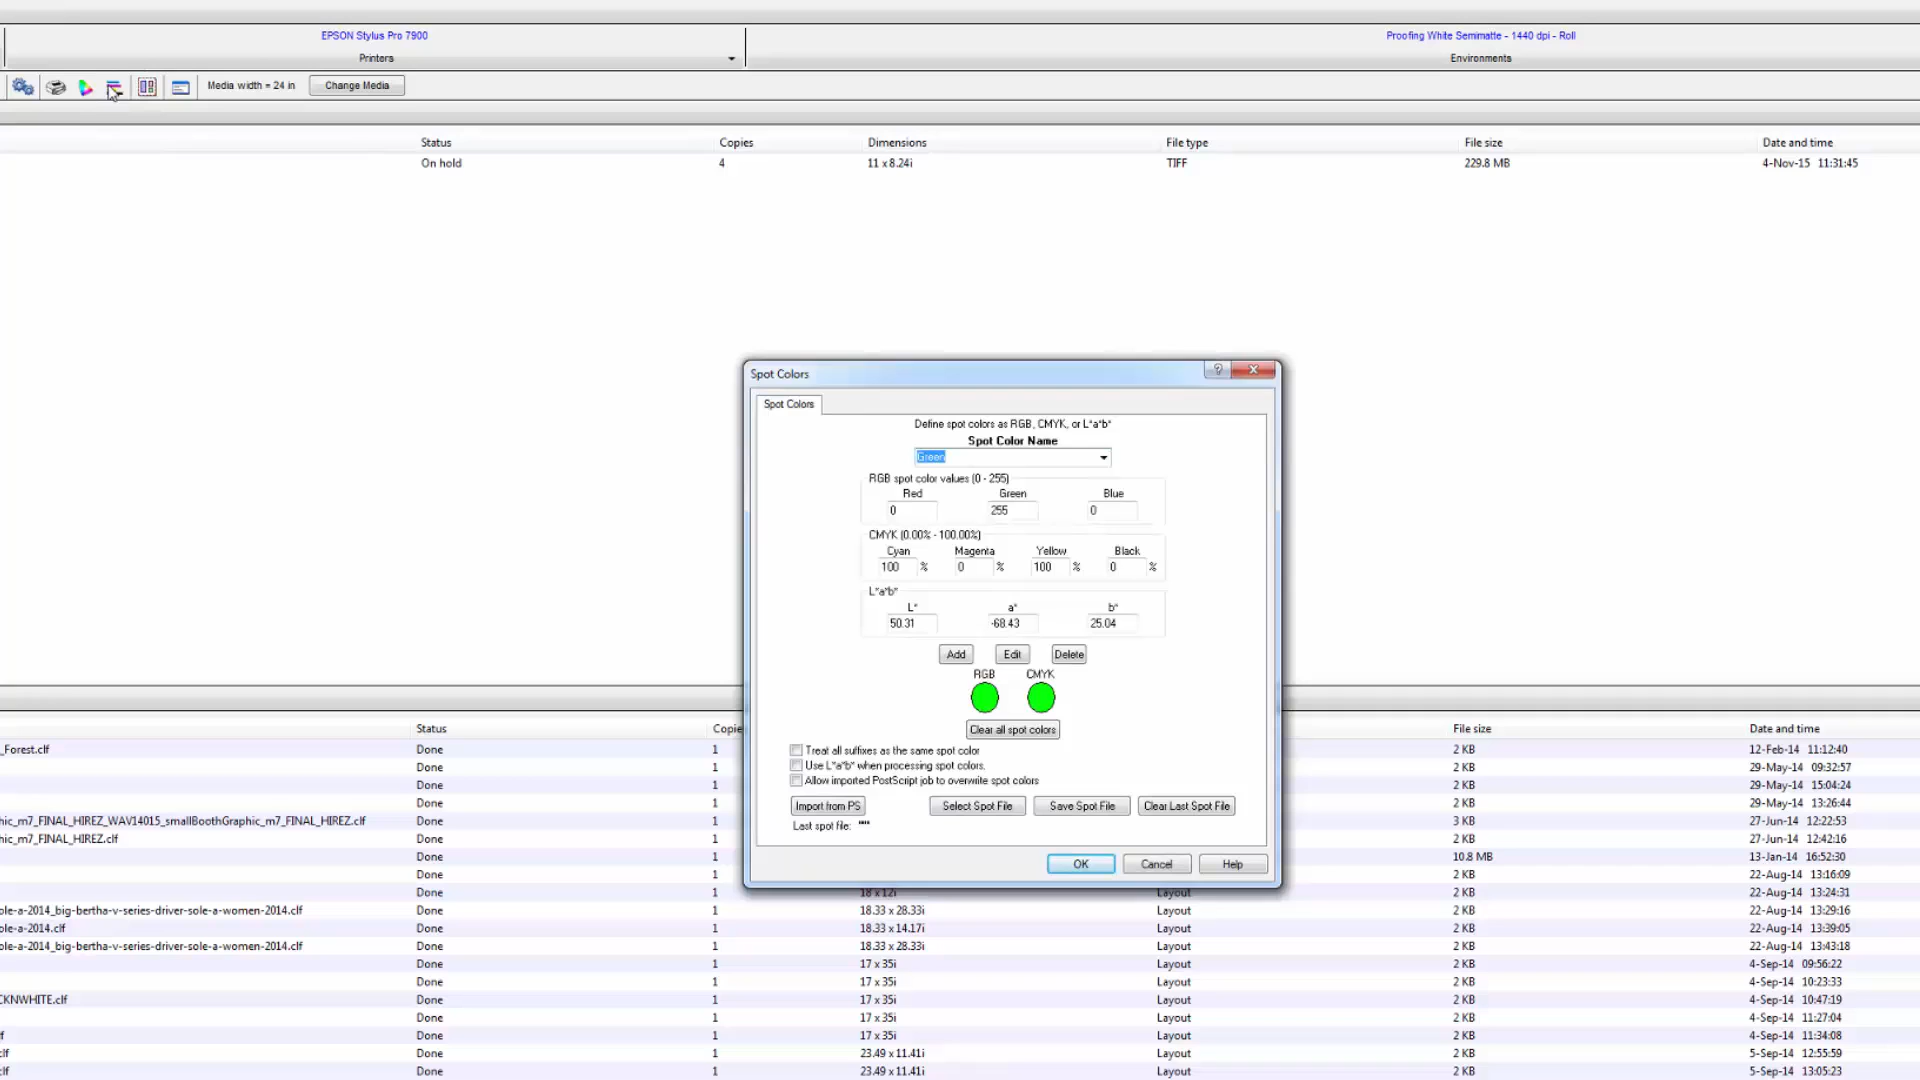 EPSON Stylus Pro 7900 Proofing White Semimatte - 1440 dpi - Roll
Printers Environments
Media width = 24 in Change Media
Status Copies Dimensions File type File size Date and time
On hold 4 11 x 8.24i TIFF 229.8 MB 4-Nov-15 11:31:45
Spot Colors
Spot Colors
Define spot colors as RGB, CMYK, or L*a*b*
Spot Color Name
Green
RGB spot color values (0 - 255)
Red Green Blue
0 255 0
CMYK (0.00% - 100.00%)
Cyan Magenta Yellow Black
100 % 0 % 100 % 0 %
L*a*b*
L* a* b*
50.31 -68.43 25.04
Add Edit Delete
RGB CMYK
Clear all spot colors
Treat all suffixes as the same spot color
Use L*a*b* when processing spot colors.
Allow imported PostScript job to overwrite spot colors
Import from PS Select Spot File Save Spot File Clear Last Spot File
Last spot file: ""
OK Cancel Help
Status Copie File size Date and time
_Forest.clf Done 1 2 KB 12-Feb-14 11:12:40
Done 1 2 KB 29-May-14 09:32:57
Done 1 2 KB 29-May-14 15:04:24
Done 1 2 KB 29-May-14 13:26:44
hic_m7_FINAL_HIREZ_WAV14015_smallBoothGraphic_m7_FINAL_HIREZ.clf Done 1 3 KB 27-Jun-14 12:22:53
hic_m7_FINAL_HIREZ.clf Done 1 2 KB 27-Jun-14 12:42:16
Done 1 10.8 MB 13-Jan-14 16:52:30
Done 1 2 KB 22-Aug-14 13:16:09
Done 1 18 x 12i Layout 2 KB 22-Aug-14 13:24:31
ole-a-2014_big-bertha-v-series-driver-sole-a-women-2014.clf Done 1 18.33 x 28.33i Layout 2 KB 22-Aug-14 13:29:16
ole-a-2014.clf Done 1 18.33 x 14.17i Layout 2 KB 22-Aug-14 13:39:05
ole-a-2014_big-bertha-v-series-driver-sole-a-women-2014.clf Done 1 18.33 x 28.33i Layout 2 KB 22-Aug-14 13:43:18
Done 1 17 x 35i Layout 2 KB 4-Sep-14 09:56:22
Done 1 17 x 35i Layout 2 KB 4-Sep-14 10:23:33
CKNWHITE.clf Done 1 17 x 35i Layout 2 KB 4-Sep-14 10:47:19
Done 1 17 x 35i Layout 2 KB 4-Sep-14 11:27:04
f Done 1 17 x 35i Layout 2 KB 4-Sep-14 11:34:08
clf Done 1 23.49 x 11.41i Layout 2 KB 5-Sep-14 12:55:59
clf Done 1 23.49 x 11.41i Layout 2 KB 5-Sep-14 13:05:23